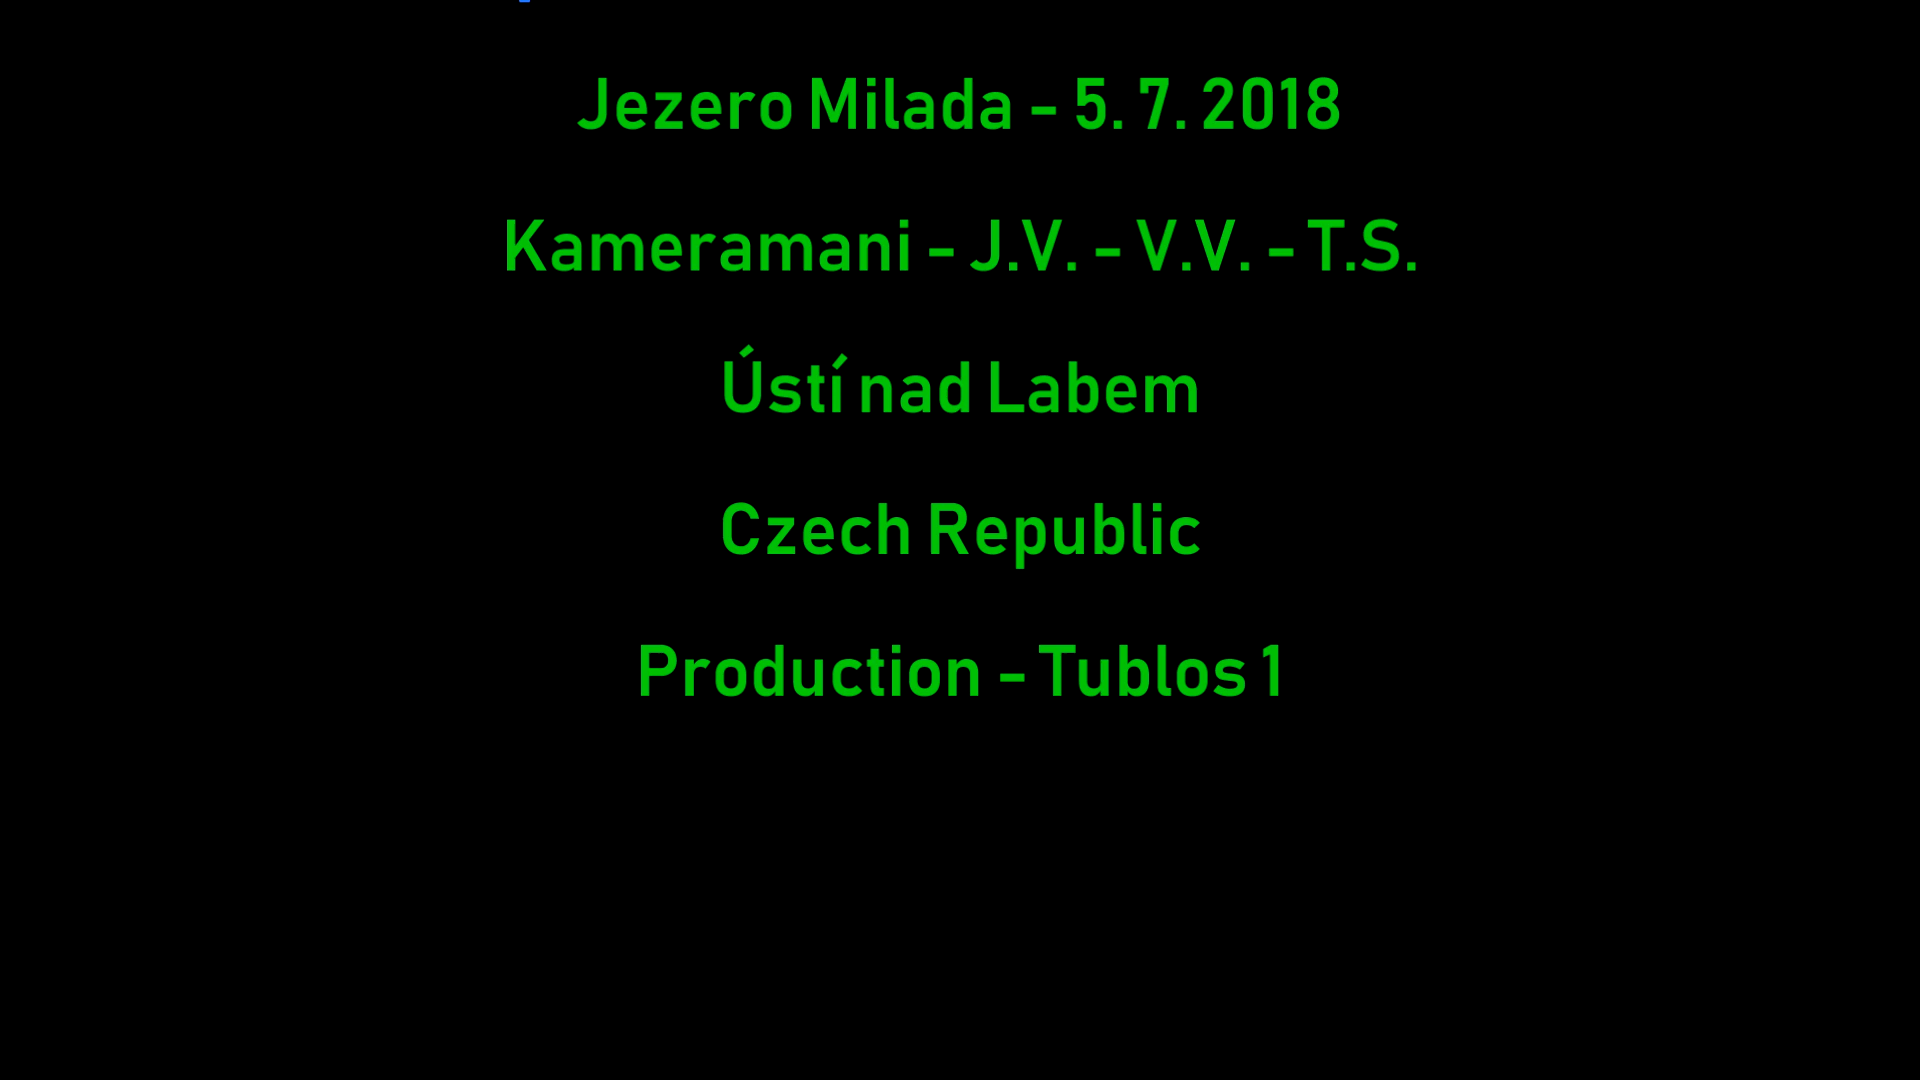 Jezero Milada - 5. 7. 2018
Kameramani - J.V. - V.V. - T.S.
Ústí nad Labem
Czech Republic
Production - Tublos 1